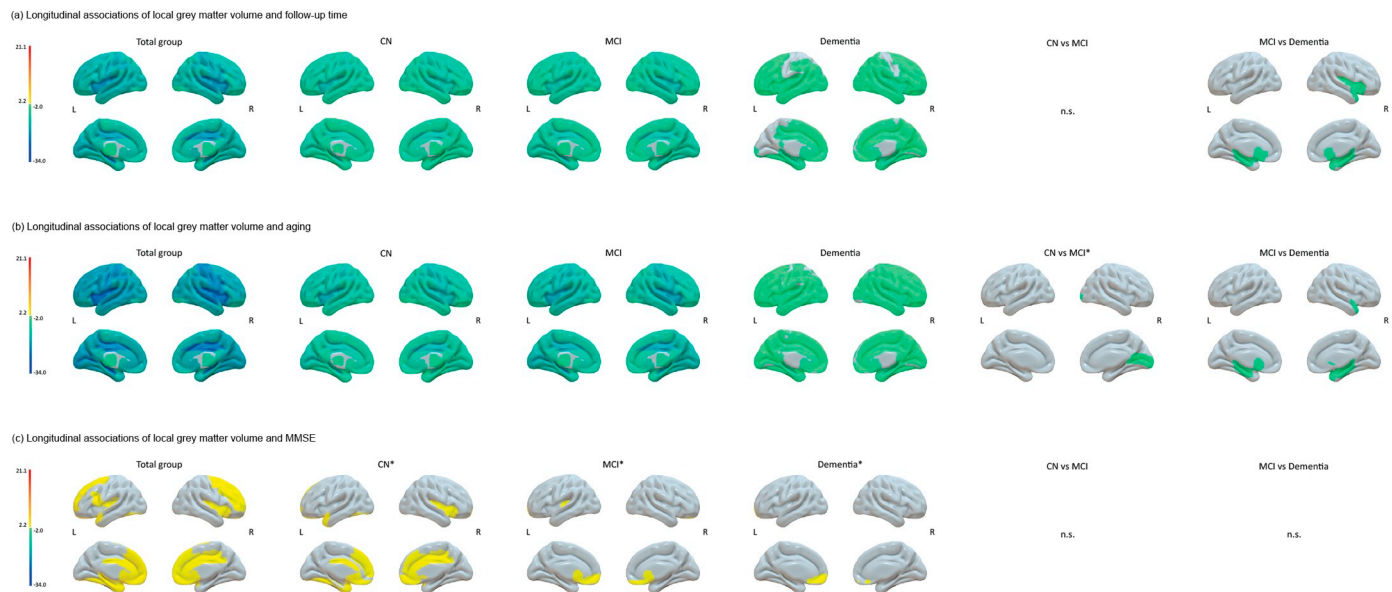 (a) Longitudinal associations of local grey matter volume and follow-up time
Total group CN MCI Dementia CN vs MCI MCI vs Dementia
21.1
2.2
-2.0
-34.0
L R L R L R L R n.s. L R
(b) Longitudinal associations of local grey matter volume and aging
Total group CN MCI Dementia CN vs MCI* MCI vs Dementia
21.1
2.2
-2.0
-34.0
L R L R L R L R L R L R
(c) Longitudinal associations of local grey matter volume and MMSE
Total group CN* MCI* Dementia* CN vs MCI MCI vs Dementia
21.1
2.2
-2.0
-34.0
L R L R L R L R n.s. n.s.